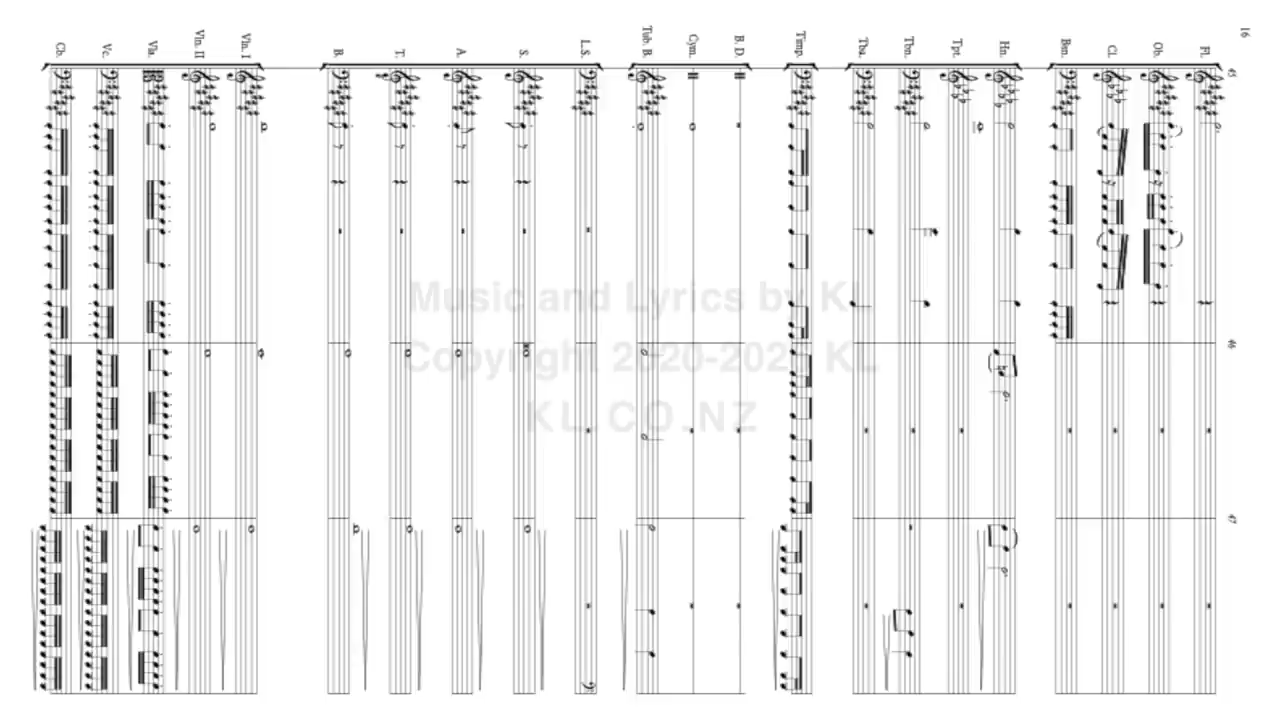 16
Fl.
Ob.
Cl.
Bsn.
Hn.
Tpt.
Tbn.
Tba.
Timp.
B. D.
Cym.
Tub. B.
L.S.
S.
A.
T.
B.
Vln. I
Vln. II
Vla.
Vc.
Cb.
45
46
47
Music and Lyrics by KL
KL.CO.NZ